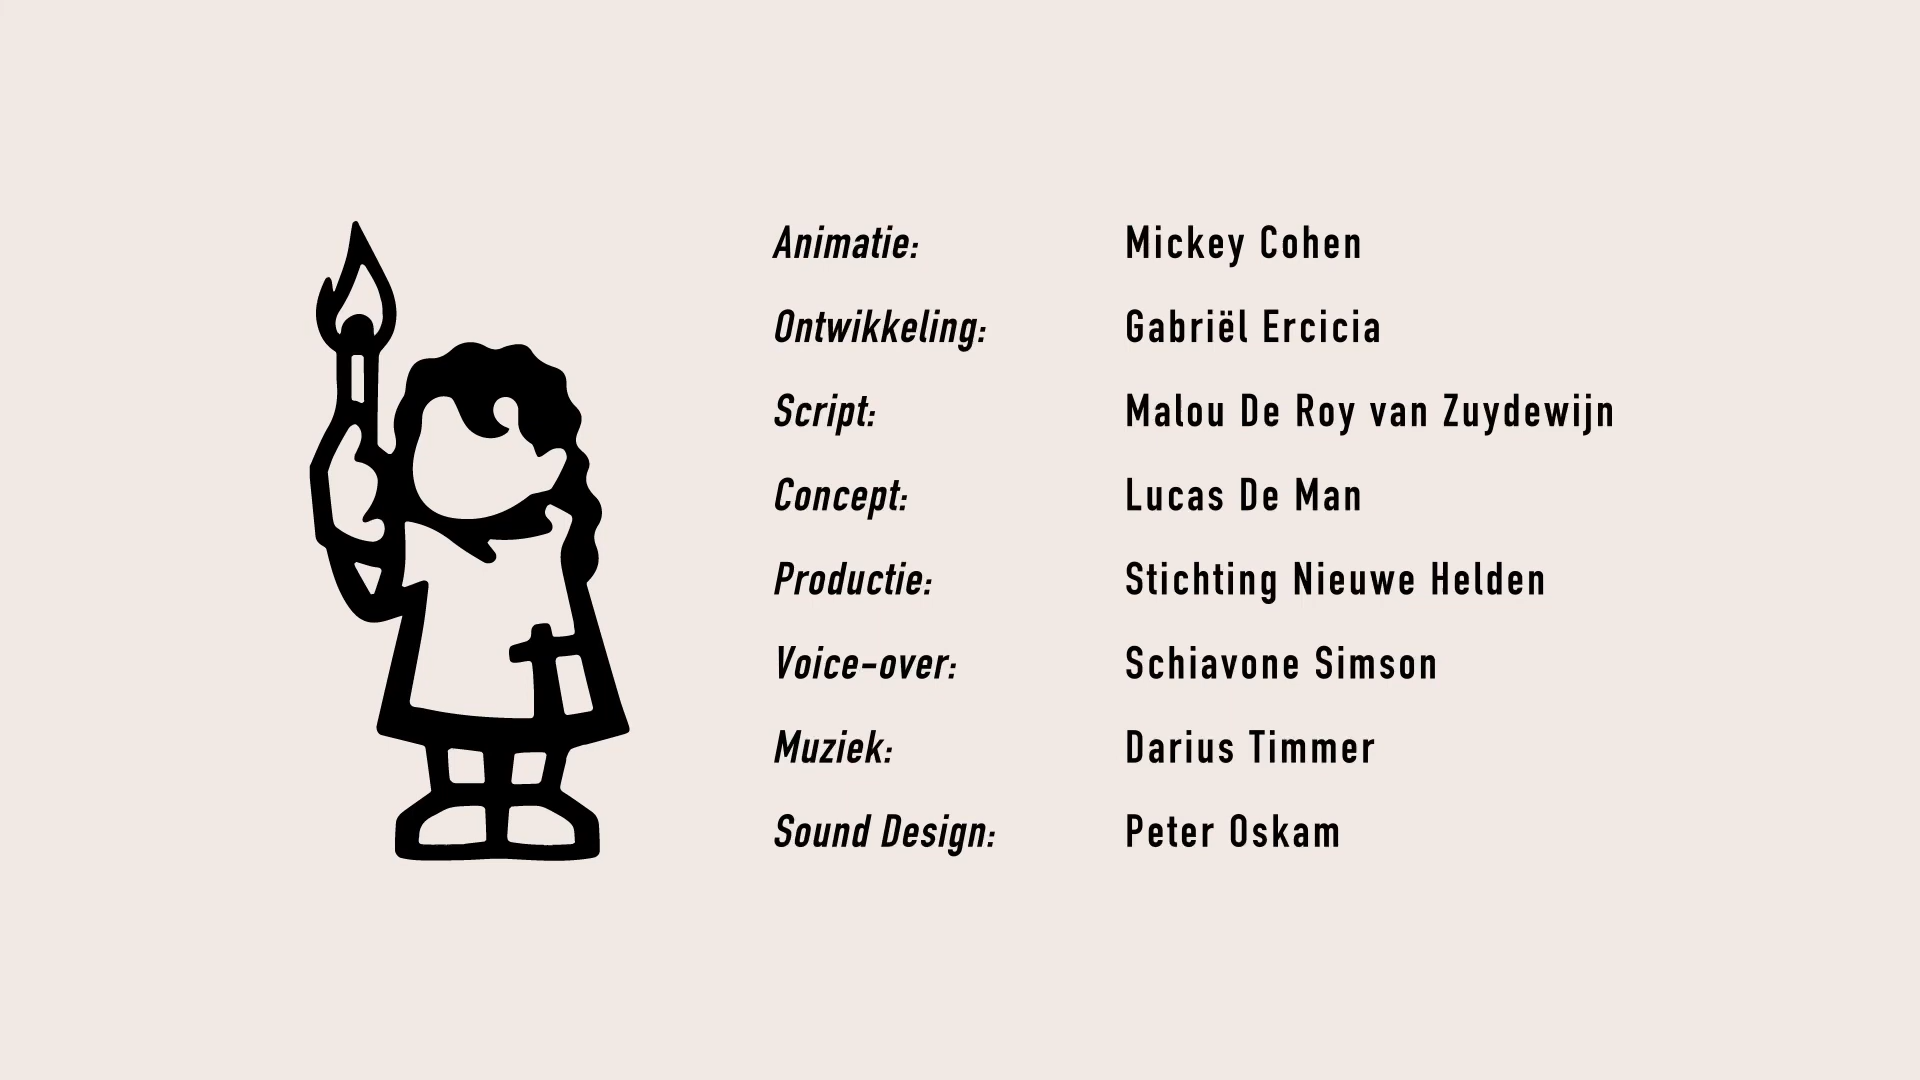 Animatie: Mickey Cohen
Ontwikkeling: Gabriël Ercicia
Script: Malou De Roy van Zuydewijn
Concept: Lucas De Man
Productie: Stichting Nieuwe Helden
Voice-over: Schiavone Simson
Muziek: Darius Timmer
Sound Design: Peter Oskam